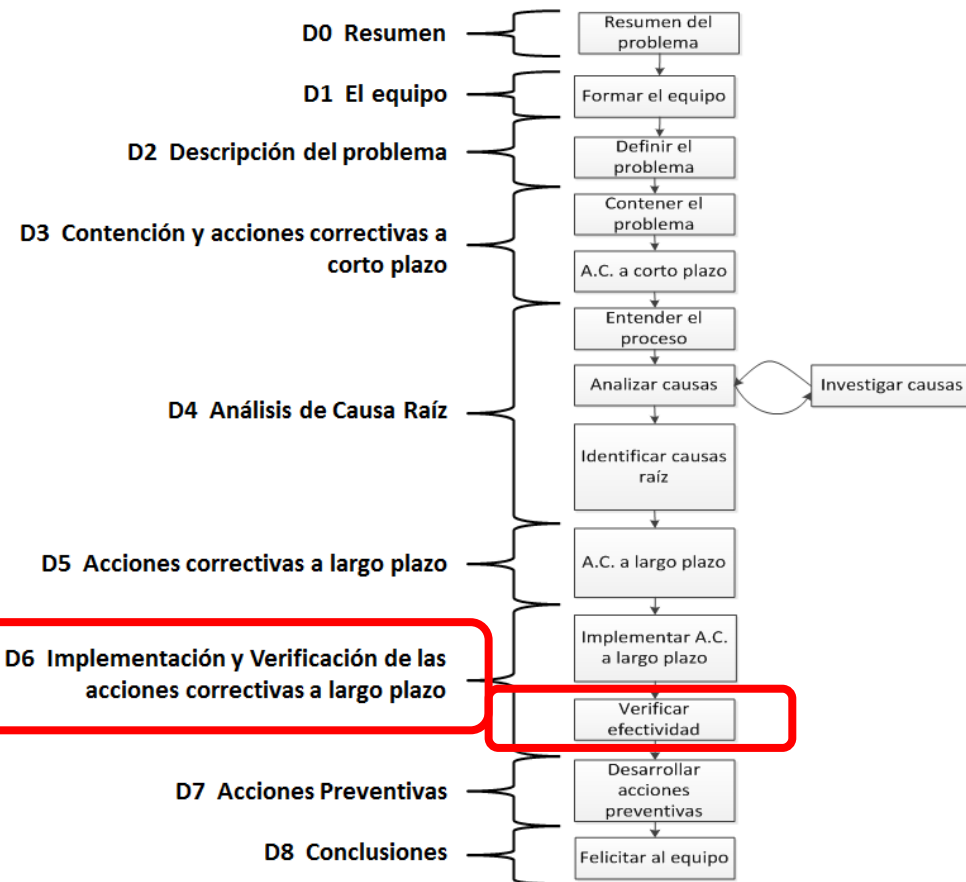 D0 Resumen
Resumen del
problema
D1 El equipo
Formar el equipo
D2 Descripción del problema
Definir el
problema
D3 Contención y acciones correctivas a
corto plazo
Contener el
problema
A.C. a corto plazo
D4 Análisis de Causa Raíz
Entender el
proceso
Analizar causas
Investigar causas
Identificar causas
raíz
D5 Acciones correctivas a largo plazo
A.C. a largo plazo
D6 Implementación y Verificación de las
acciones correctivas a largo plazo
Implementar A.C.
a largo plazo
Verificar
efectividad
D7 Acciones Preventivas
Desarrollar
acciones
preventivas
D8 Conclusiones
Felicitar al equipo